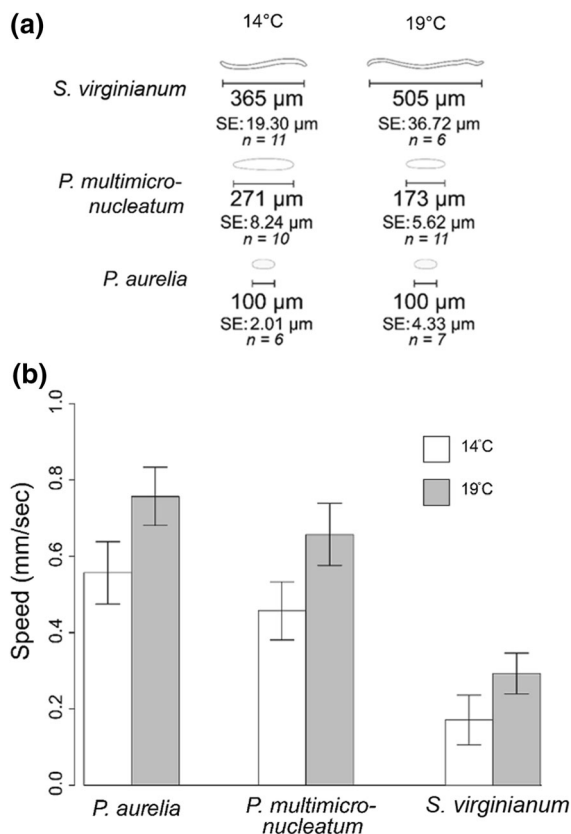 (a)
14°C 19°C
S. virginianum
365 µm 505 µm
SE: 19.30 µm SE: 36.72 µm
n = 11 n = 6
P. multimicro-
nucleatum
271 µm 173 µm
SE: 8.24 µm SE: 5.62 µm
n = 10 n = 11
P. aurelia
100 µm 100 µm
SE: 2.01 µm SE: 4.33 µm
n = 6 n = 7
(b)
Speed (mm/sec)
1.0
0.8
0.6
0.4
0.2
0.0
14°C
19°C
P. aurelia P. multimicro- S. virginianum
nucleatum